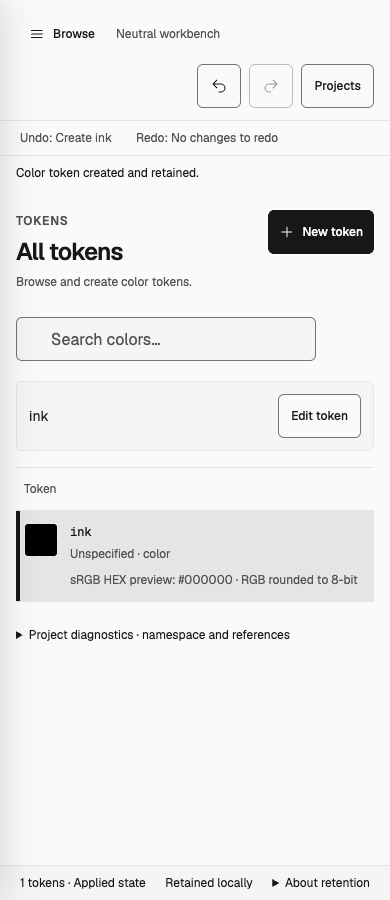 Browse Neutral workbench
Projects
Undo: Create ink Redo: No changes to redo
Color token created and retained.
TOKENS
New token
All tokens
Browse and create color tokens.
Search colors…
ink Edit token
Token
ink
Unspecified · color
sRGB HEX preview: #000000 · RGB rounded to 8-bit
Project diagnostics · namespace and references
1 tokens · Applied state Retained locally About retention